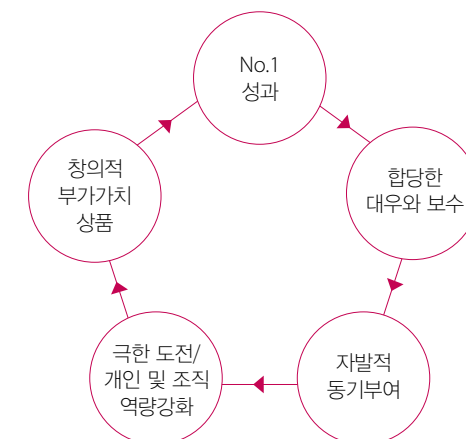 No.1
성과
합당한
대우와 보수
자발적
동기부여
극한 도전/
개인 및 조직
역량강화
창의적
부가가치
상품